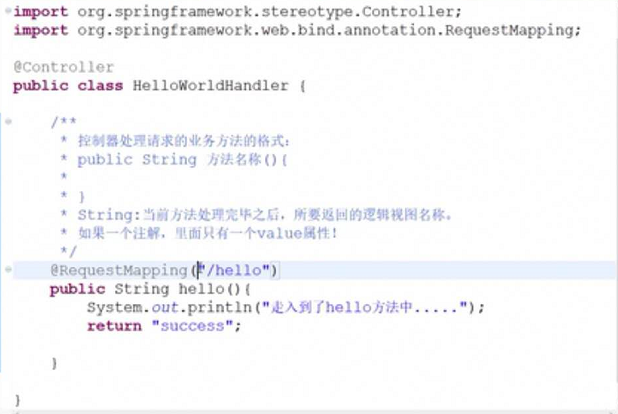 import org.springframework.stereotype.Controller;
import org.springframework.web.bind.annotation.RequestMapping;
@Controller
public class HelloWorldHandler {
/**
* 控制器处理请求的业务方法的格式:
* public String 方法名称(){
*
* }
* String:当前方法处理完毕之后，所要返回的逻辑视图名称。
* 如果一个注解，里面只有一个value属性!
*/
@RequestMapping("/hello")
public String hello(){
System.out.println("走入到了hello方法中.....");
return "success";
}
}